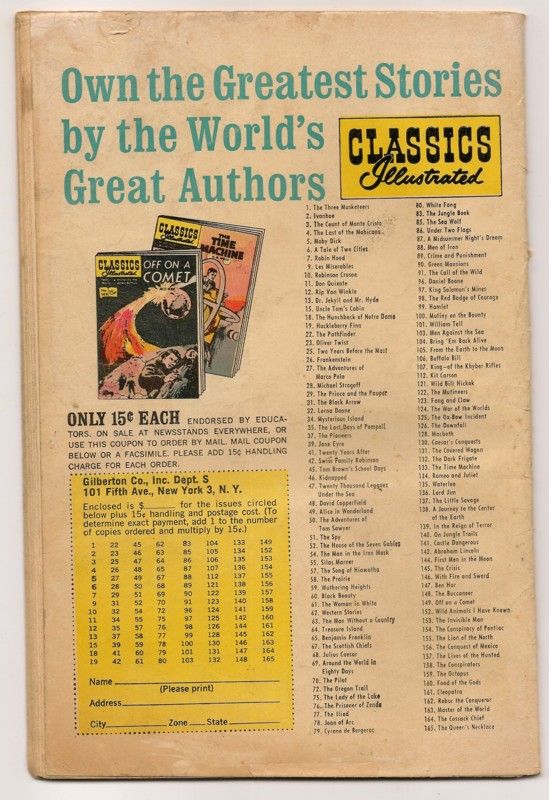 Own the Greatest Stories
by the World's
Great Authors
CLASSICS
Illustrated
CLASSICS
Illustrated
THE
TIME
MACHINE
CLASSICS
Illustrated
OFF ON A
COMET
ONLY 15¢ EACH ENDORSED BY EDUCA-
TORS. ON SALE AT NEWSSTANDS EVERYWHERE, OR
USE THIS COUPON TO ORDER BY MAIL. MAIL COUPON
BELOW OR A FACSIMILE. PLEASE ADD 15¢ HANDLING
CHARGE FOR EACH ORDER.
Gilberton Co., Inc. Dept. S
101 Fifth Ave., New York 3, N. Y.
Enclosed is $ for the issues circled
below plus 15¢ handling and postage cost. (To
determine exact payment, add 1 to the number
of copies ordered and multiply by 15¢.)
1 22 45 62 83 104 133 149
2 23 46 63 85 105 134 152
3 25 47 64 86 106 135 153
4 26 48 65 87 107 136 154
5 27 49 67 88 112 137 155
6 28 50 68 89 121 138 156
7 29 51 69 90 122 139 157
9 31 52 70 91 123 140 158
10 32 54 72 96 124 141 159
11 34 55 75 97 125 142 160
12 35 57 76 98 126 144 161
13 37 58 77 99 128 145 162
15 39 59 78 100 130 146 163
18 41 60 79 101 131 147 164
19 42 61 80 103 132 148 165
Name
(Please print)
Address
City Zone State
1. The Three Musketeers
2. Ivanhoe
3. The Count of Monte Cristo
4. The Last of the Mohicans
5. Moby Dick
6. A Tale of Two Cities
7. Robin Hood
9. Les Miserables
10. Robinson Crusoe
11. Don Quixote
12. Rip Van Winkle
13. Dr. Jekyll and Mr. Hyde
15. Uncle Tom's Cabin
18. The Hunchback of Notre Dame
19. Huckleberry Finn
22. The Pathfinder
23. Oliver Twist
25. Two Years Before the Mast
26. Frankenstein
27. The Adventures of
Marco Polo
28. Michael Strogoff
29. The Prince and the Pauper
31. The Black Arrow
32. Lorna Doone
34. Mysterious Island
35. The Last Days of Pompeii
37. The Pioneers
39. Jane Eyre
41. Twenty Years After
42. Swiss Family Robinson
45. Tom Brown's School Days
46. Kidnapped
47. Twenty Thousand Leagues
Under the Sea
48. David Copperfield
49. Alice in Wonderland
50. The Adventures of
Tom Sawyer
51. The Spy
52. The House of the Seven Gables
54. The Man in the Iron Mask
55. Silas Marner
57. The Song of Hiawatha
58. The Prairie
59. Wuthering Heights
60. Black Beauty
61. The Woman in White
62. Western Stories
63. The Man Without a Country
64. Treasure Island
65. Benjamin Franklin
67. The Scottish Chiefs
68. Julius Caesar
69. Around the World in
Eighty Days
70. The Pilot
72. The Oregon Trail
75. The Lady of the Lake
76. The Prisoner of Zenda
77. The Iliad
78. Joan of Arc
79. Cyrano de Bergerac
80. White Fang
83. The Jungle Book
85. The Sea Wolf
86. Under Two Flags
87. A Midsummer Night's Dream
88. Men of Iron
89. Crime and Punishment
90. Green Mansions
91. The Call of the Wild
96. Daniel Boone
97. King Solomon's Mines
98. The Red Badge of Courage
99. Hamlet
100. Mutiny on the Bounty
101. William Tell
103. Men Against the Sea
104. Bring 'Em Back Alive
105. From the Earth to the Moon
106. Buffalo Bill
107. King—of the Khyber Rifles
112. Kit Carson
121. Wild Bill Hickok
122. The Mutineers
123. Fang and Claw
124. The War of the Worlds
125. The Ox-Bow Incident
126. The Downfall
128. Macbeth
130. Caesar's Conquests
131. The Covered Wagon
132. The Dark Frigate
133. The Time Machine
134. Romeo and Juliet
135. Waterloo
136. Lord Jim
137. The Little Savage
138. A Journey to the Center
of the Earth
139. In the Reign of Terror
140. On Jungle Trails
141. Castle Dangerous
142. Abraham Lincoln
144. First Men in the Moon
145. The Crisis
146. With Fire and Sword
147. Ben Hur
148. The Buccaneer
149. Off on a Comet
152. Wild Animals I Have Known
153. The Invisible Man
154. The Conspiracy of Pontiac
155. The Lion of the North
156. The Conquest of Mexico
157. The Lives of the Hunted
158. The Conspirators
159. The Octopus
160. Food of the Gods
161. Cleopatra
162. Robur the Conqueror
163. Master of the World
164. The Cossack Chief
165. The Queen's Necklace